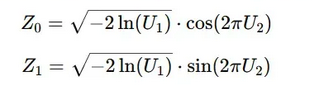 Z₀ = √(−2 ln(U₁)) · cos(2πU₂)
Z₁ = √(−2 ln(U₁)) · sin(2πU₂)